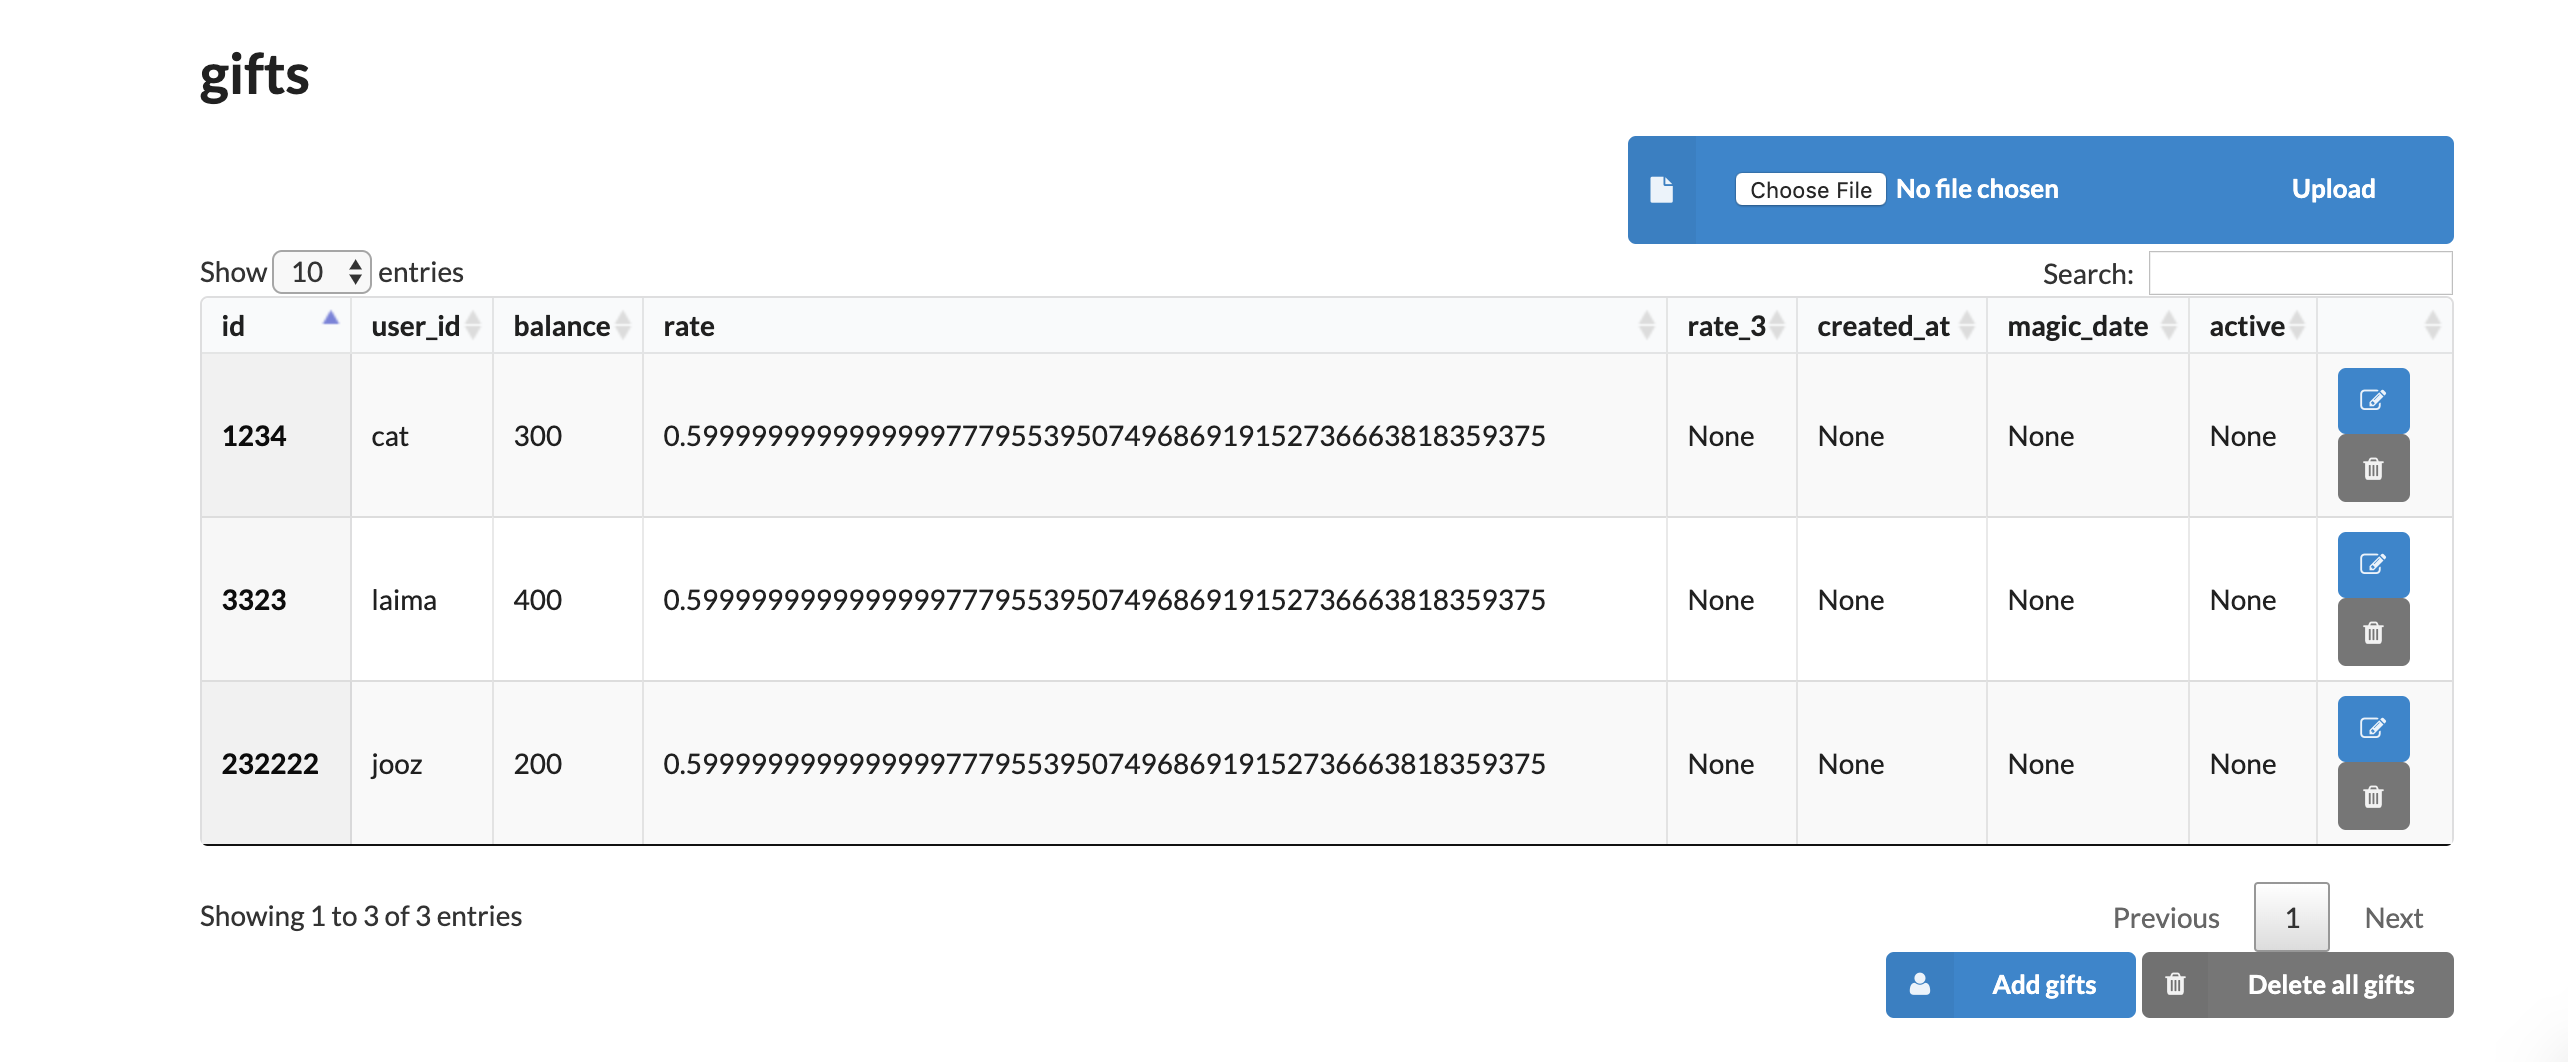 gifts
Choose File No file chosen Upload
Show 10 entries Search:
id user_id balance rate rate_3 created_at magic_date active
1234 cat 300 0.59999999999999997779553950749686919152736663818359375 None None None None
3323 laima 400 0.59999999999999997779553950749686919152736663818359375 None None None None
232222 jooz 200 0.59999999999999997779553950749686919152736663818359375 None None None None
Showing 1 to 3 of 3 entries Previous 1 Next
Add gifts Delete all gifts